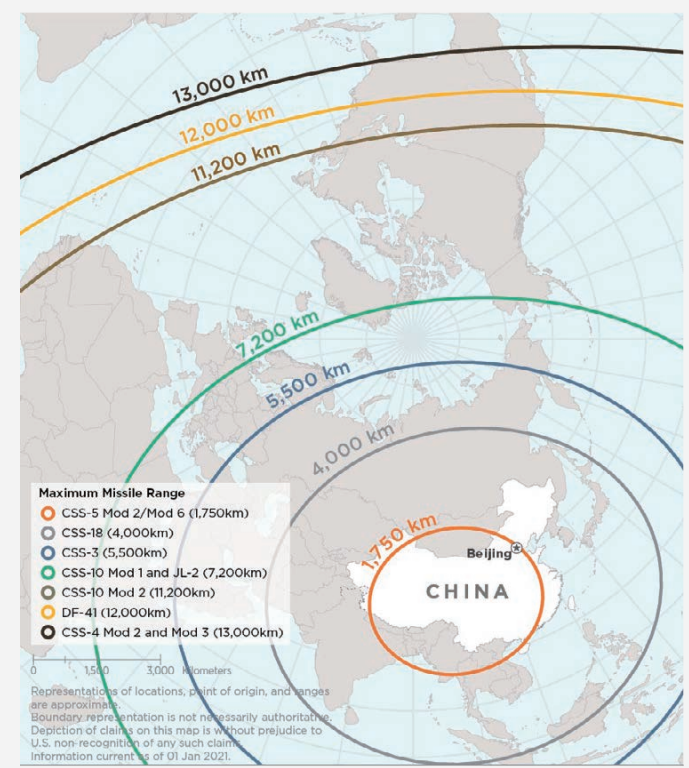 13,000 km
12,000 km
11,200 km
7,200 km
5,500 km
4,000 km
1,750 km
Beijing
CHINA
Maximum Missile Range
CSS-5 Mod 2/Mod 6 (1,750km)
CSS-18 (4,000km)
CSS-3 (5,500km)
CSS-10 Mod 1 and JL-2 (7,200km)
CSS-10 Mod 2 (11,200km)
DF-41 (12,000km)
CSS-4 Mod 2 and Mod 3 (13,000km)
0 1,500 3,000 Kilometers
Representations of locations, point of origin, and ranges
are approximate.
Boundary representation is not necessarily authoritative.
Depiction of claims on this map is without prejudice to
U.S. non-recognition of any such claims.
Information current as of 01 Jan 2021.